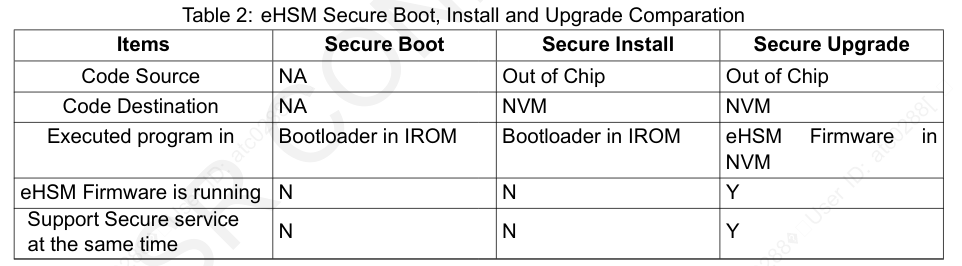 Table 2: eHSM Secure Boot, Install and Upgrade Comparation
Items Secure Boot Secure Install Secure Upgrade
Code Source NA Out of Chip Out of Chip
Code Destination NA NVM NVM
Executed program in Bootloader in IROM Bootloader in IROM eHSM Firmware in
NVM
eHSM Firmware is running N N Y
Support Secure service
at the same time N N Y